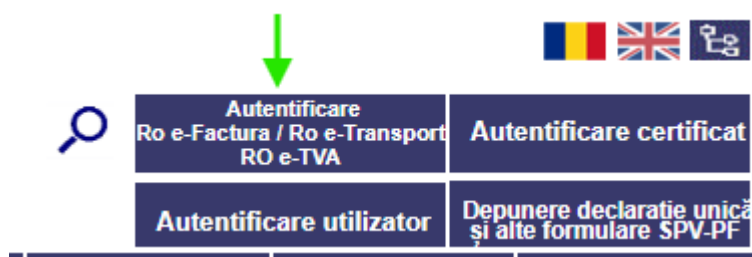 Autentificare
Ro e-Factura / Ro e-Transport
RO e-TVA
Autentificare certificat
Autentificare utilizator
Depunere declaratie unică
și alte formulare SPV-PF